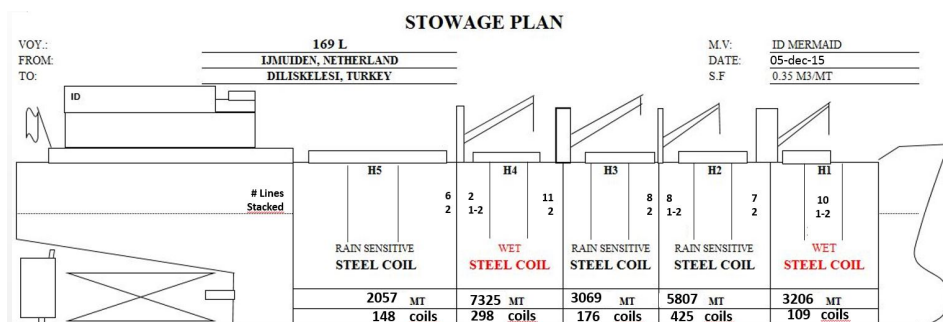 STOWAGE PLAN
VOY.: 169 L M.V: ID MERMAID
FROM: IJMUIDEN, NETHERLAND DATE: 05-dec-15
TO: DILISKELESI, TURKEY S.F 0.35 M3/MT
ID
H5 H4 H3 H2 H1
# Lines 6 2 11 8 8 7 10
Stacked 2 1-2 2 2 1-2 2 1-2
RAIN SENSITIVE WET RAIN SENSITIVE RAIN SENSITIVE WET
STEEL COIL STEEL COIL STEEL COIL STEEL COIL STEEL COIL
2057 MT 7325 MT 3069 MT 5807 MT 3206 MT
148 coils 298 coils 176 coils 425 coils 109 coils